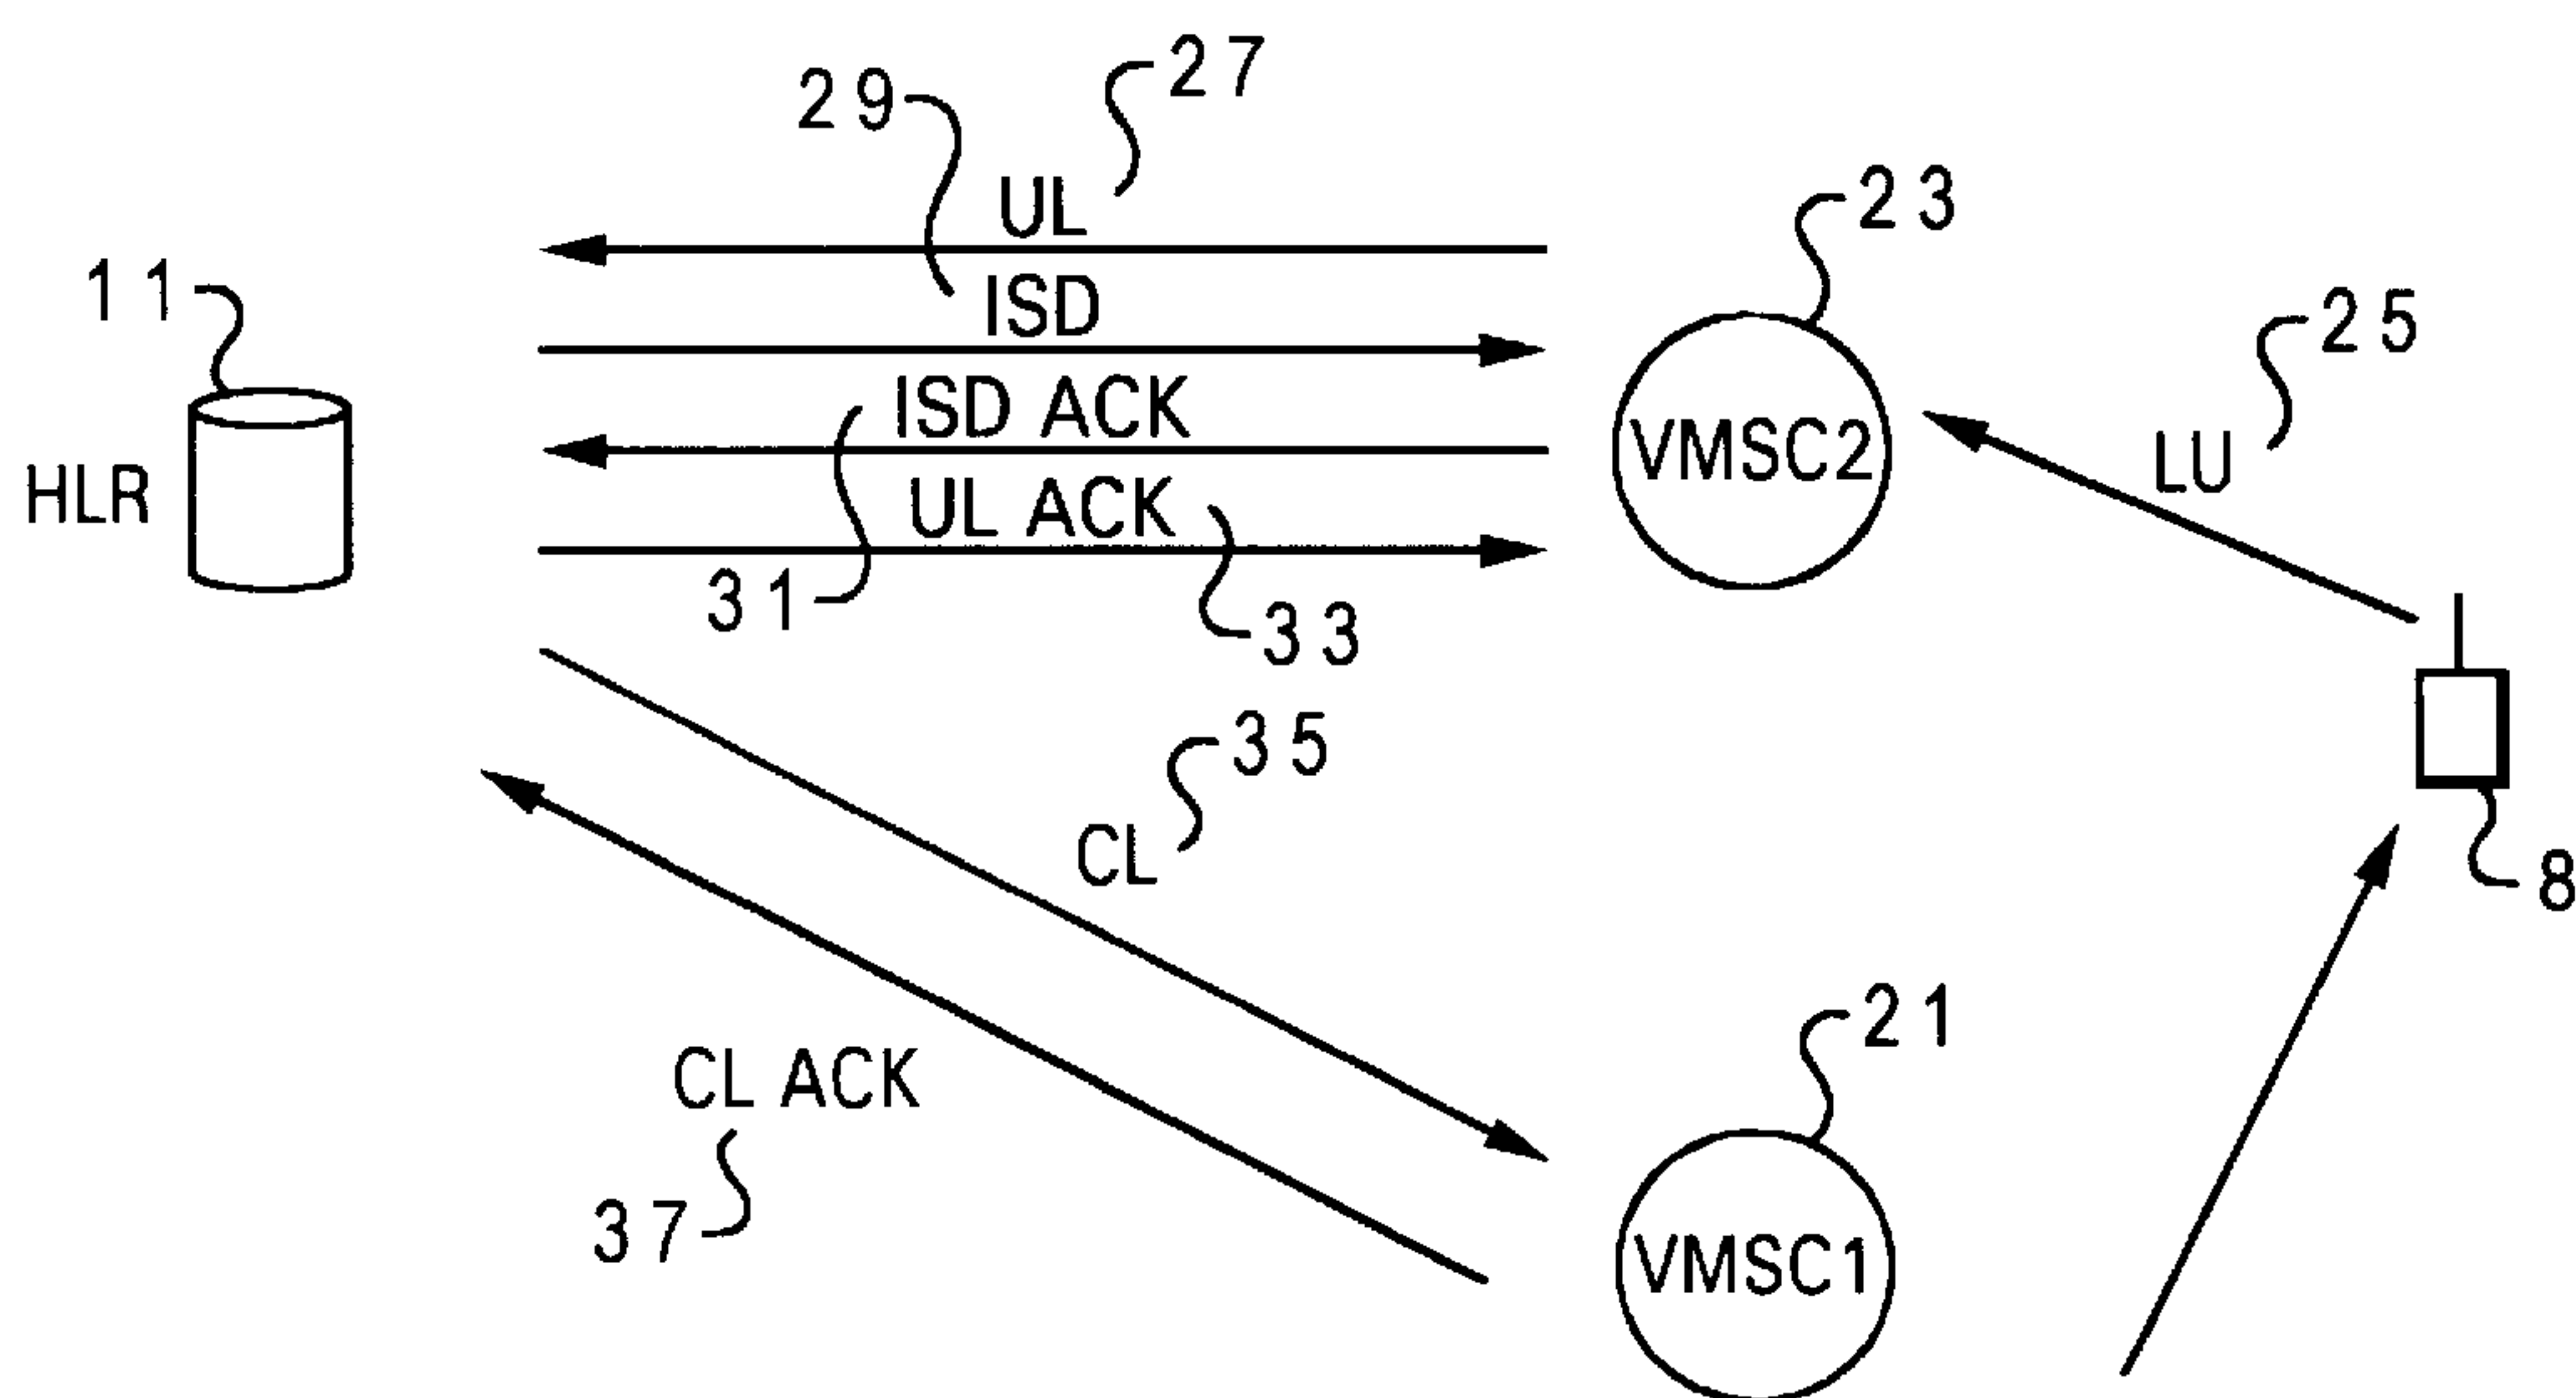 27
29
UL
23
11
ISD
25
ISD ACK
VMSC2
LU
HLR
UL ACK
31
33
35
CL
8
21
CL ACK
37
VMSC1